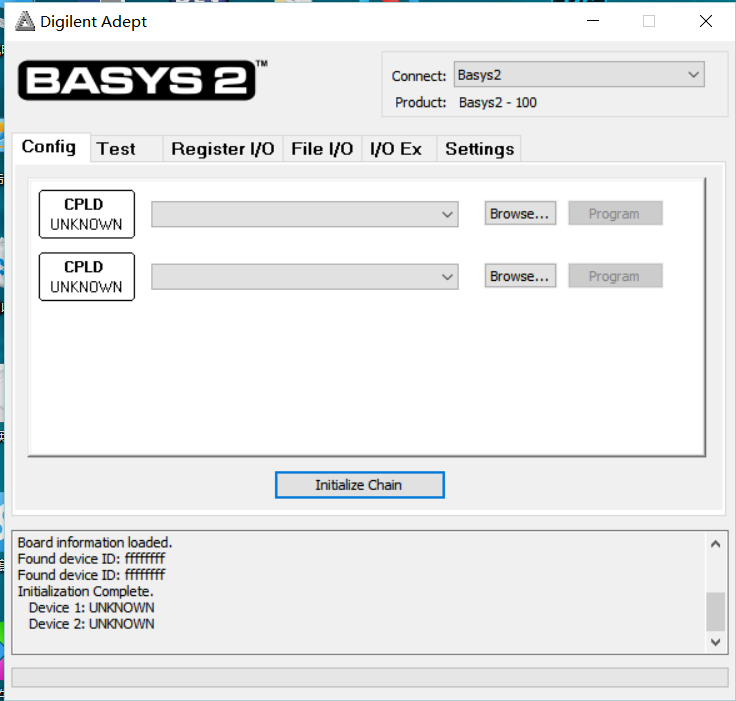 Digilent Adept
BASYS 2™
Connect: Basys2
Product: Basys2 - 100
Config Test Register I/O File I/O I/O Ex Settings
CPLD
UNKNOWN
Browse... Program
CPLD
UNKNOWN
Browse... Program
Initialize Chain
Board information loaded.
Found device ID: ffffffff
Found device ID: ffffffff
Initialization Complete.
Device 1: UNKNOWN
Device 2: UNKNOWN